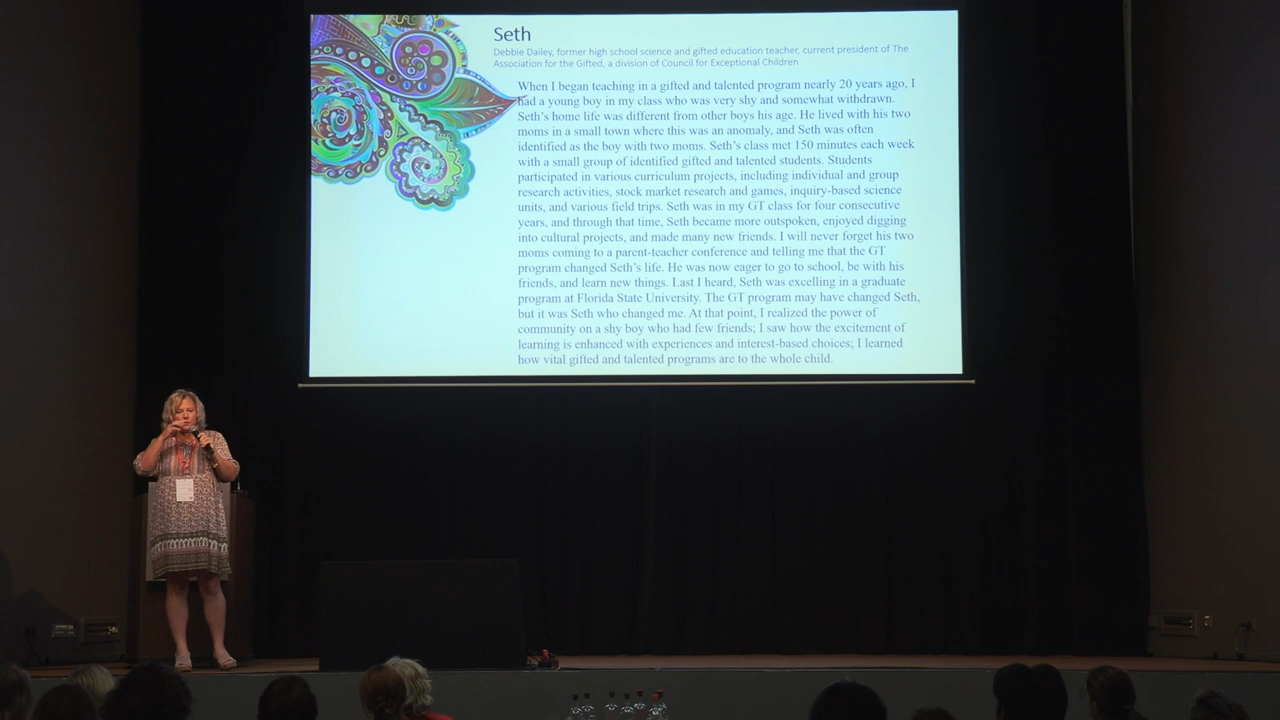 Seth
Debbie Dailey, former high school science and gifted education teacher, current president of The
Association for the Gifted, a division of Council for Exceptional Children
When I began teaching in a gifted and talented program nearly 20 years ago, I
had a young boy in my class who was very shy and somewhat withdrawn.
Seth's home life was different from other boys his age. He lived with his two
moms in a small town where this was an anomaly, and Seth was often
identified as the boy with two moms. Seth's class met 150 minutes each week
with a small group of identified gifted and talented students. Students
participated in various curriculum projects, including individual and group
research activities, stock market research and games, inquiry-based science
units, and various field trips. Seth was in my GT class for four consecutive
years, and through that time, Seth became more outspoken, enjoyed digging
into cultural projects, and made many new friends. I will never forget his two
moms coming to a parent-teacher conference and telling me that the GT
program changed Seth's life. He was now eager to go to school, be with his
friends, and learn new things. Last I heard, Seth was excelling in a graduate
program at Florida State University. The GT program may have changed Seth,
but it was Seth who changed me. At that point, I realized the power of
community on a shy boy who had few friends; I saw how the excitement of
learning is enhanced with experiences and interest-based choices; I learned
how vital gifted and talented programs are to the whole child.